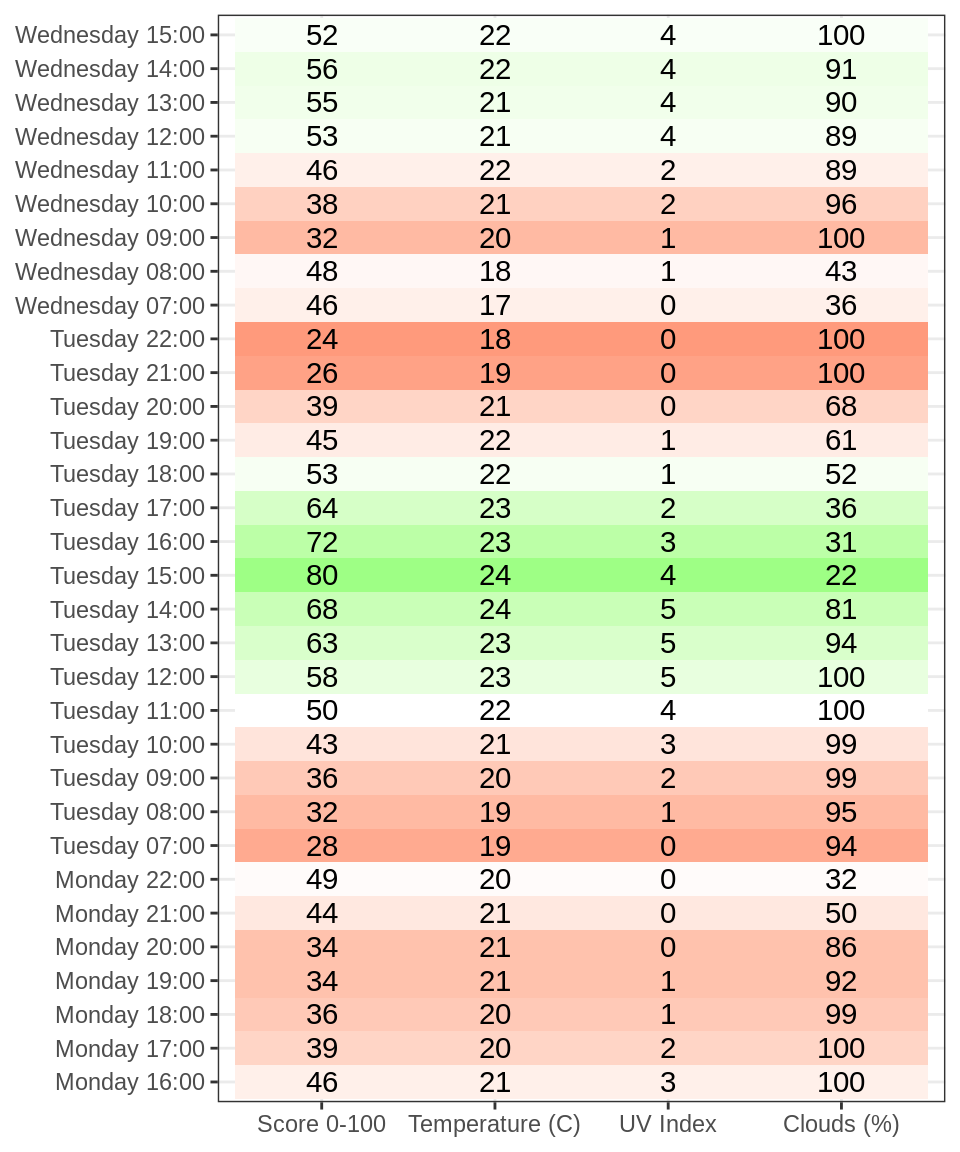 Wednesday 15:00 52 22 4 100
Wednesday 14:00 56 22 4 91
Wednesday 13:00 55 21 4 90
Wednesday 12:00 53 21 4 89
Wednesday 11:00 46 22 2 89
Wednesday 10:00 38 21 2 96
Wednesday 09:00 32 20 1 100
Wednesday 08:00 48 18 1 43
Wednesday 07:00 46 17 0 36
Tuesday 22:00 24 18 0 100
Tuesday 21:00 26 19 0 100
Tuesday 20:00 39 21 0 68
Tuesday 19:00 45 22 1 61
Tuesday 18:00 53 22 1 52
Tuesday 17:00 64 23 2 36
Tuesday 16:00 72 23 3 31
Tuesday 15:00 80 24 4 22
Tuesday 14:00 68 24 5 81
Tuesday 13:00 63 23 5 94
Tuesday 12:00 58 23 5 100
Tuesday 11:00 50 22 4 100
Tuesday 10:00 43 21 3 99
Tuesday 09:00 36 20 2 99
Tuesday 08:00 32 19 1 95
Tuesday 07:00 28 19 0 94
Monday 22:00 49 20 0 32
Monday 21:00 44 21 0 50
Monday 20:00 34 21 0 86
Monday 19:00 34 21 1 92
Monday 18:00 36 20 1 99
Monday 17:00 39 20 2 100
Monday 16:00 46 21 3 100
Score 0-100 Temperature (C) UV Index Clouds (%)